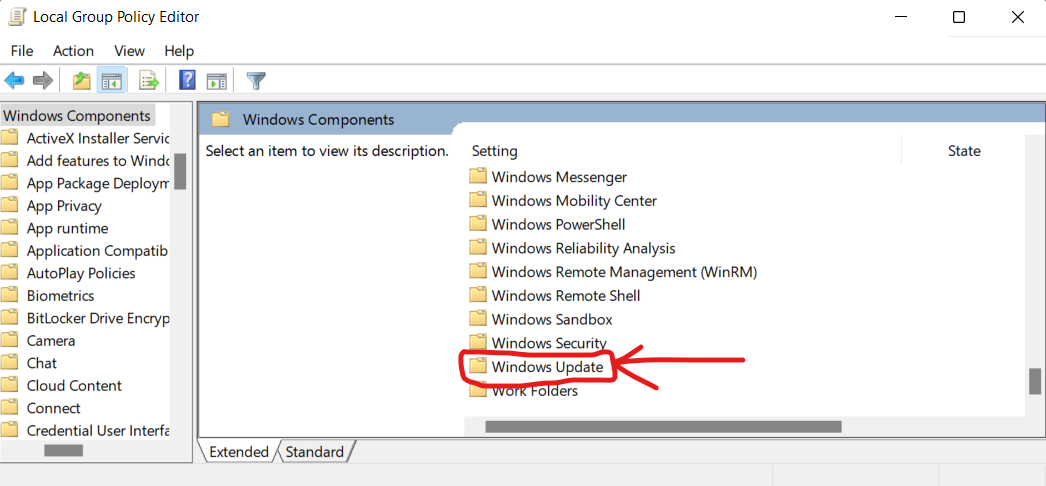 Local Group Policy Editor
File Action View Help
Windows Components
ActiveX Installer Servic
Add features to Windo
App Package Deploym
App Privacy
App runtime
Application Compatib
AutoPlay Policies
Biometrics
BitLocker Drive Encryp
Camera
Chat
Cloud Content
Connect
Credential User Interfa
Windows Components
Select an item to view its description.
Setting State
Windows Messenger
Windows Mobility Center
Windows PowerShell
Windows Reliability Analysis
Windows Remote Management (WinRM)
Windows Remote Shell
Windows Sandbox
Windows Security
Windows Update
Work Folders
Extended Standard